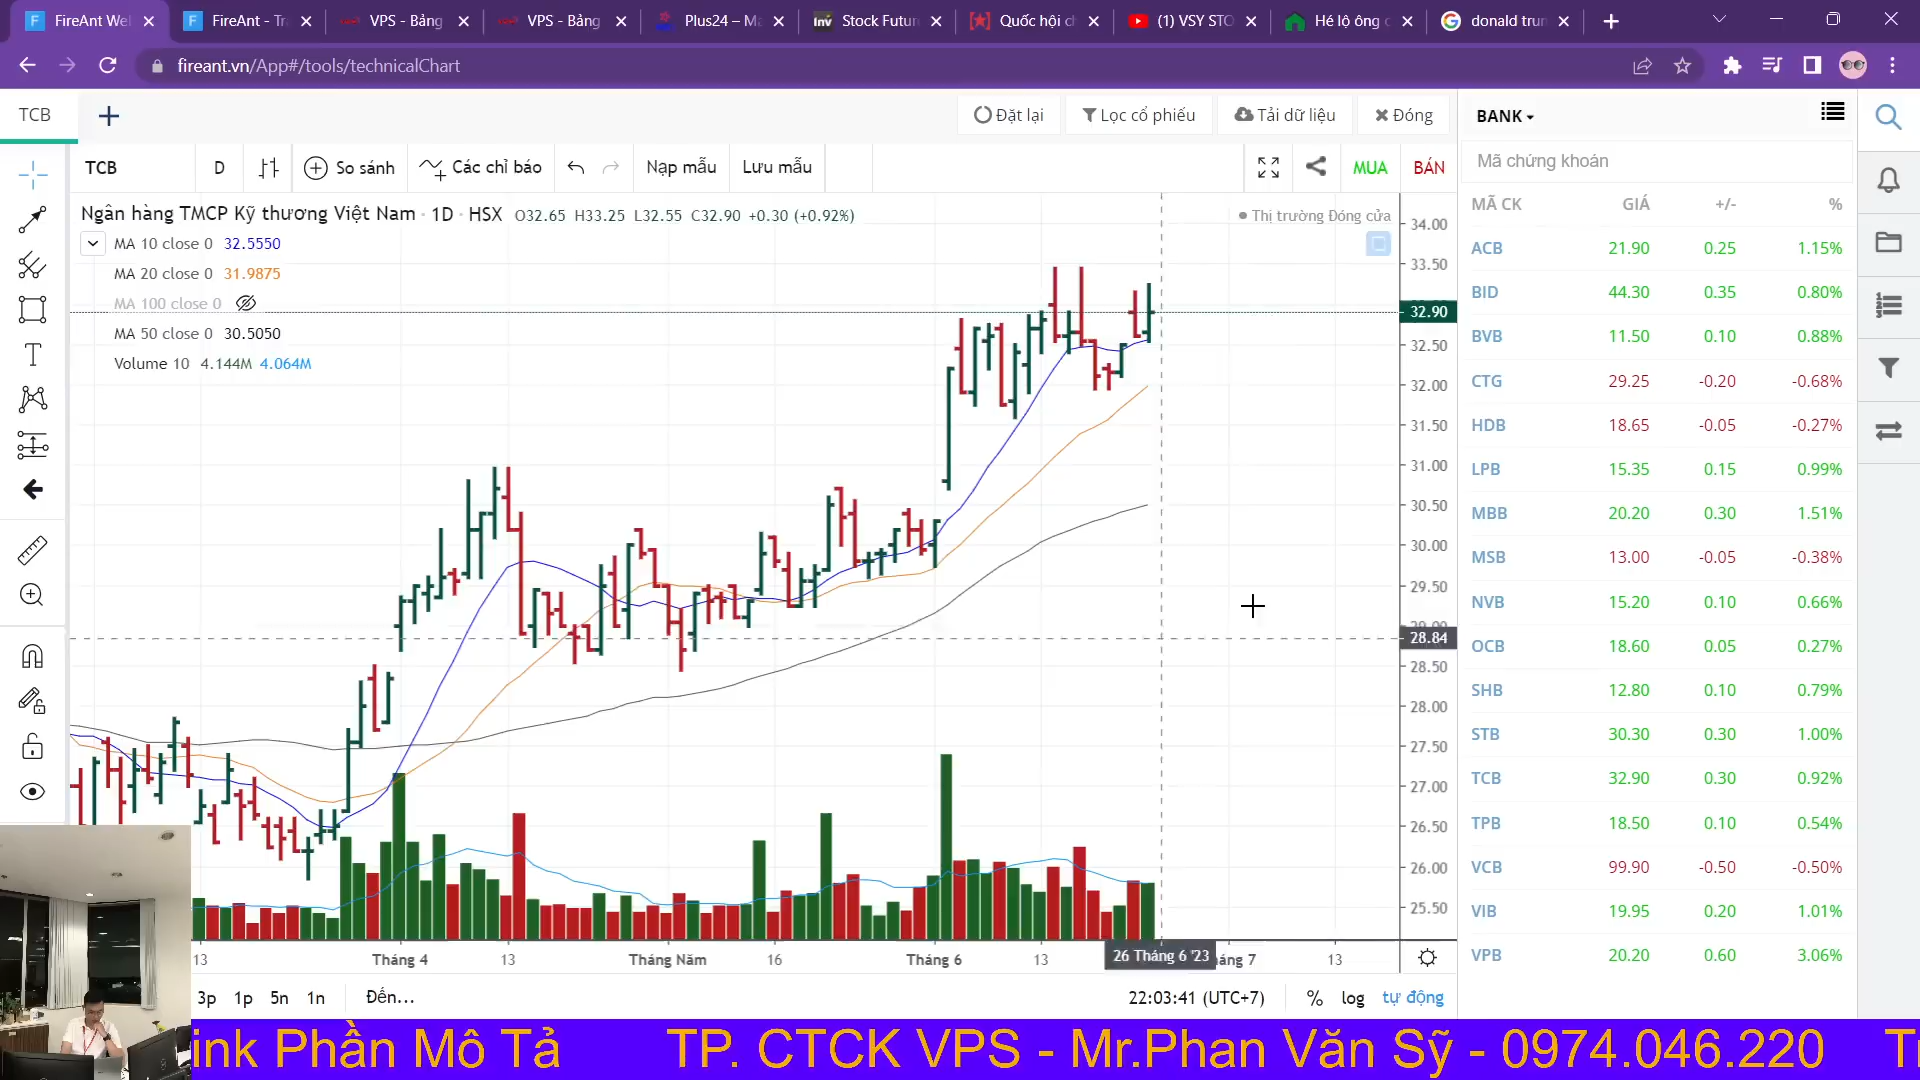 FireAnt Wel
FireAnt - Tra
VPS - Bảng
VPS - Bảng
Plus24 – Ma
Stock Futur
Quốc hội ch
(1) VSY STO
Hé lộ ông c
donald trun
fireant.vn/App#/tools/technicalChart
TCB
Đặt lại
Lọc cổ phiếu
Tải dữ liệu
Đóng
BANK
TCB
D
So sánh
Các chỉ báo
Nạp mẫu
Lưu mẫu
MUA
BÁN
Mã chứng khoán
Ngân hàng TMCP Kỹ thương Việt Nam · 1D · HSX O32.65 H33.25 L32.55 C32.90 +0.30 (+0.92%)
Thị trường Đóng cửa
MA 10 close 0 32.5550
MA 20 close 0 31.9875
MA 100 close 0
MA 50 close 0 30.5050
Volume 10 4.144M 4.064M
34.00
33.50
32.90
32.50
32.00
31.50
31.00
30.50
30.00
29.50
29.00
28.84
28.50
28.00
27.50
27.00
26.50
26.00
25.50
MÃ CK GIÁ +/- %
ACB 21.90 0.25 1.15%
BID 44.30 0.35 0.80%
BVB 11.50 0.10 0.88%
CTG 29.25 -0.20 -0.68%
HDB 18.65 -0.05 -0.27%
LPB 15.35 0.15 0.99%
MBB 20.20 0.30 1.51%
MSB 13.00 -0.05 -0.38%
NVB 15.20 0.10 0.66%
OCB 18.60 0.05 0.27%
SHB 12.80 0.10 0.79%
STB 30.30 0.30 1.00%
TCB 32.90 0.30 0.92%
TPB 18.50 0.10 0.54%
VCB 99.90 -0.50 -0.50%
VIB 19.95 0.20 1.01%
VPB 20.20 0.60 3.06%
13 Tháng 4 13 Tháng Năm 16 Tháng 6 13 26 Tháng 6 '23 áng 7 13
3p 1p 5n 1n Đến...
22:03:41 (UTC+7) % log tự động
ink Phần Mô Tả TP. CTCK VPS - Mr.Phan Văn Sỹ - 0974.046.220